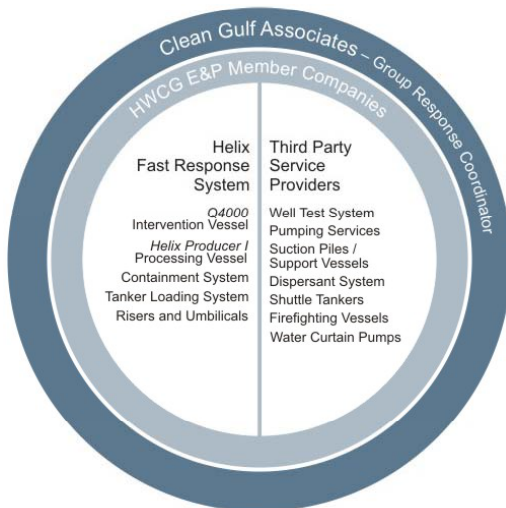 Clean Gulf Associates – Group Response Coordinator
HWCG E&P Member Companies
Helix
Fast Response
System
Q4000
Intervention Vessel
Helix Producer I
Processing Vessel
Containment System
Tanker Loading System
Risers and Umbilicals
Third Party
Service
Providers
Well Test System
Pumping Services
Suction Piles /
Support Vessels
Dispersant System
Shuttle Tankers
Firefighting Vessels
Water Curtain Pumps